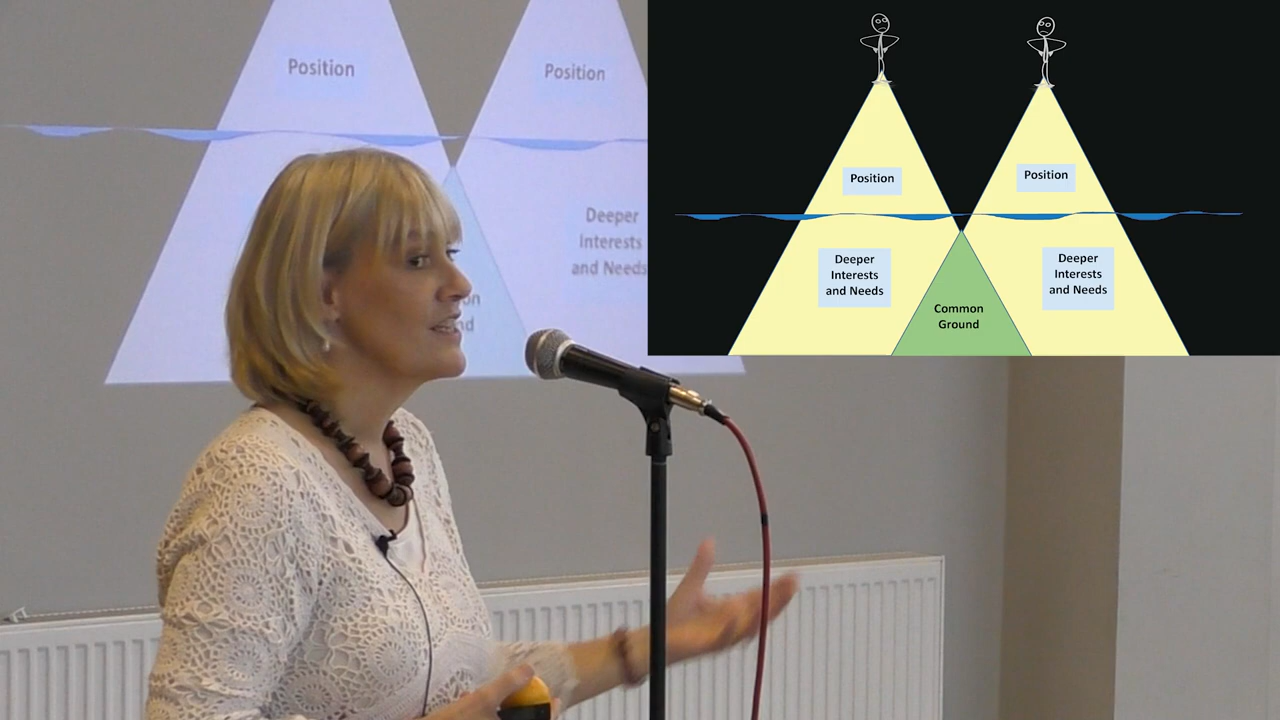 Position
Position
Deeper
Interests
and Needs
Position
Position
Deeper
Interests
and Needs
Deeper
Interests
and Needs
Common
Ground